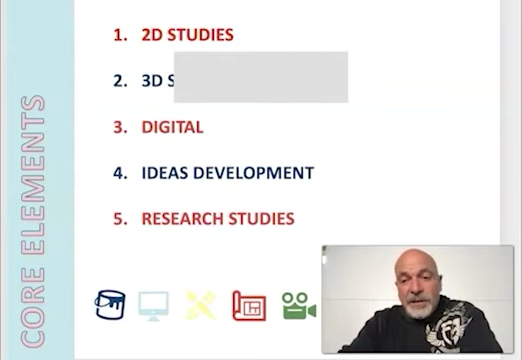 1. 2D STUDIES
2. 3D S
3. DIGITAL
4. IDEAS DEVELOPMENT
5. RESEARCH STUDIES
CORE ELEMENTS